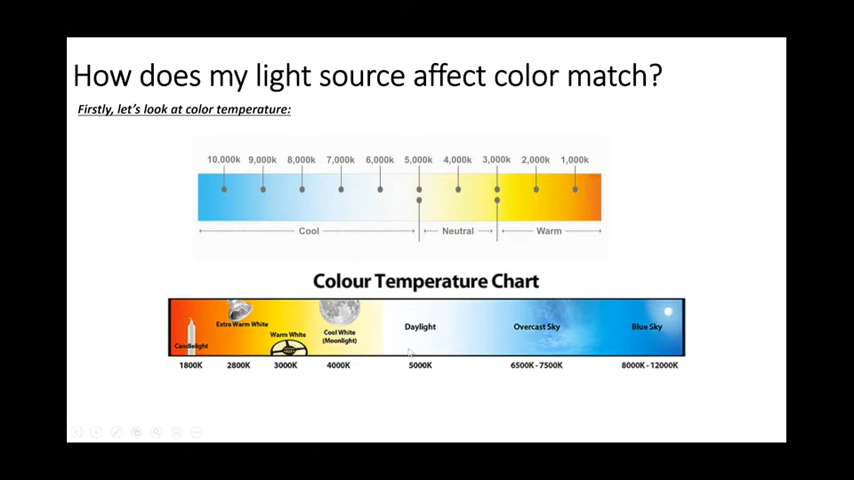 How does my light source affect color match?
Firstly, let's look at color temperature:
10,000k 9,000k 8,000k 7,000k 6,000k 5,000k 4,000k 3,000k 2,000k 1,000k
Cool Neutral Warm
Colour Temperature Chart
Candlelight Extra Warm White Warm White Cool White Daylight Overcast Sky Blue Sky
(Moonlight)
1800K 2800K 3000K 4000K 5000K 6500K - 7500K 8000K - 12000K